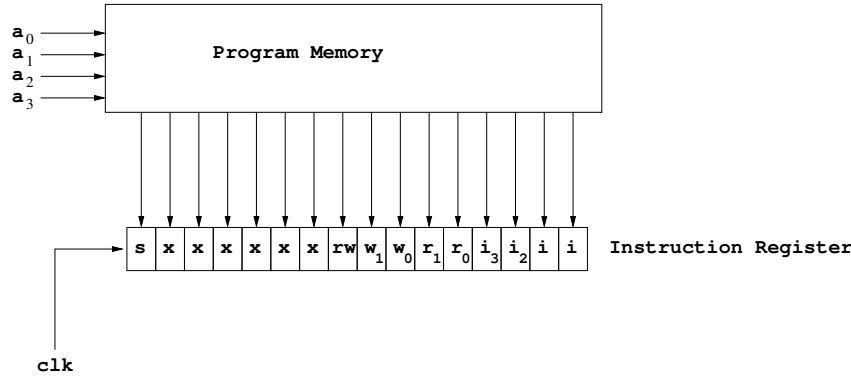 a0
a1
a2
a3
Program Memory
s x x x x x x rw w1 w0 r1 r0 i3 i2 i i
Instruction Register
clk